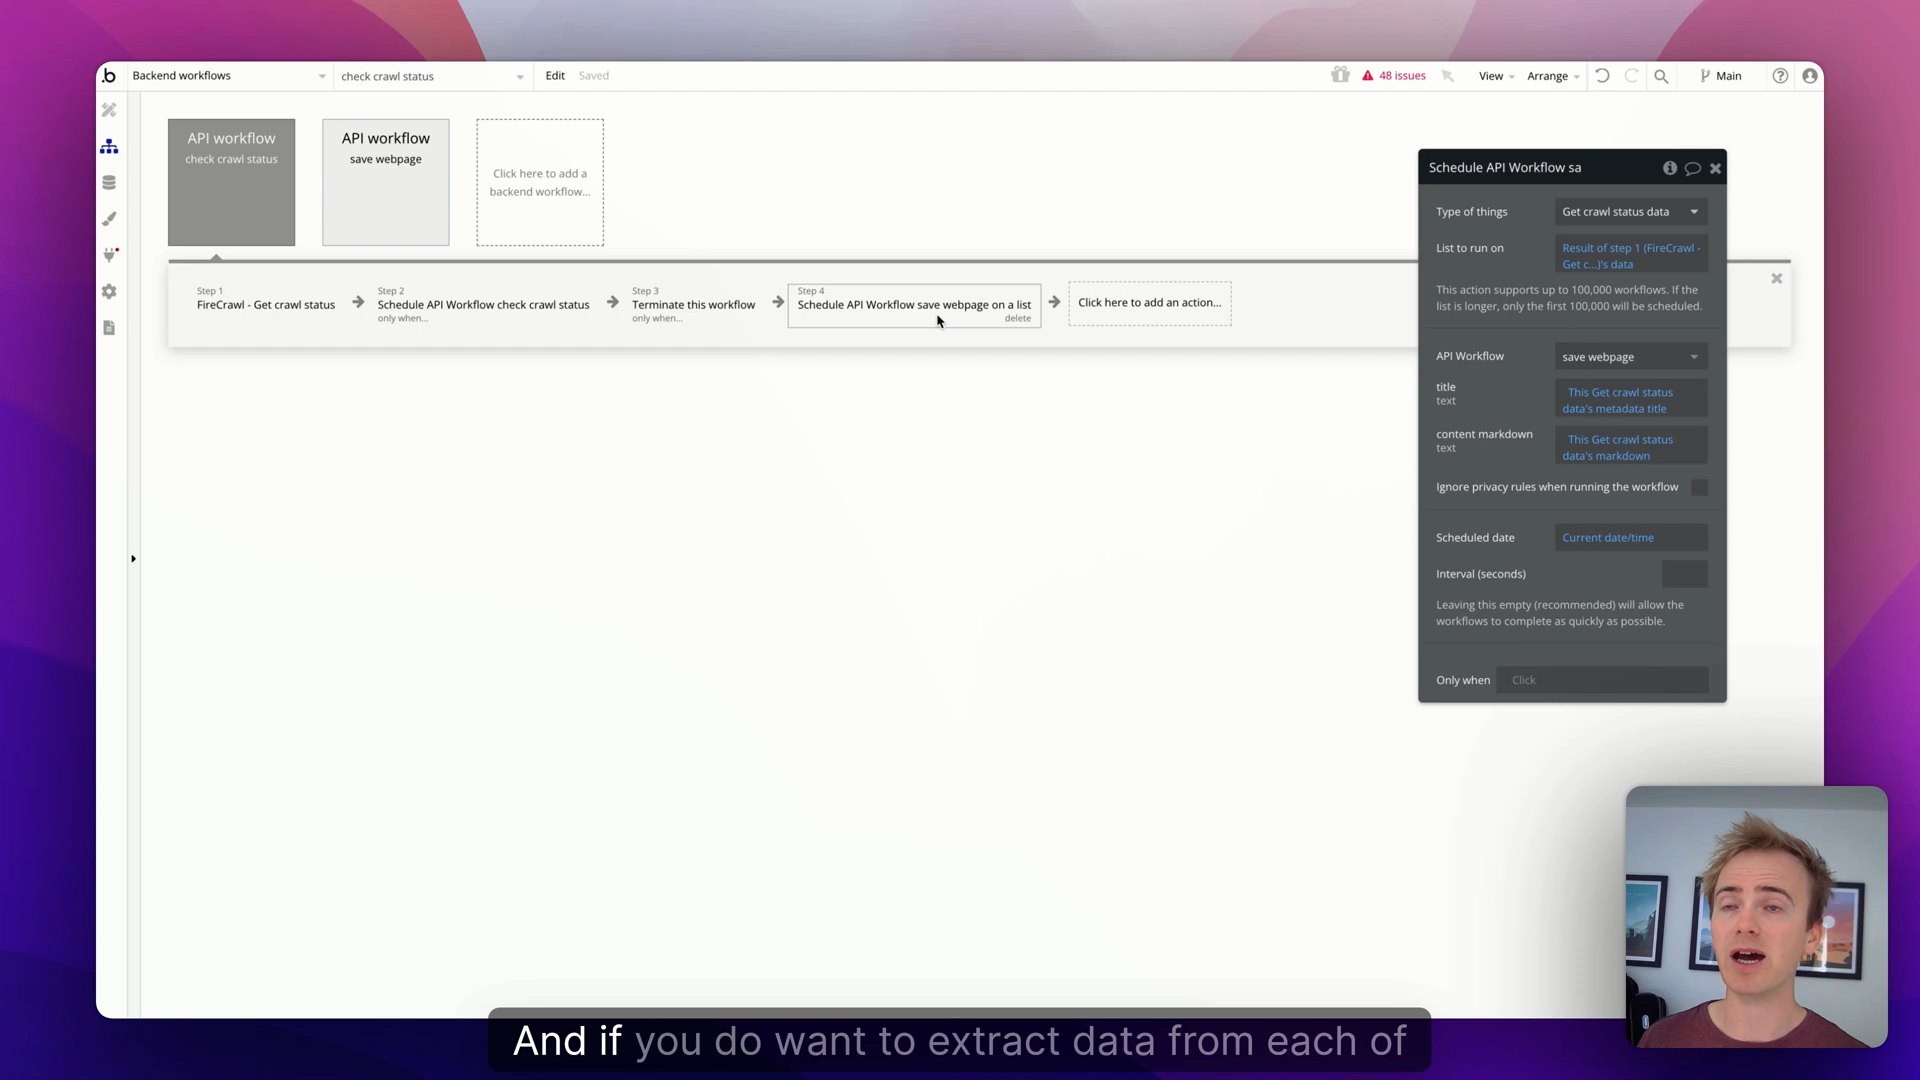 b Backend workflows check crawl status Edit Saved 48 issues View Arrange Main
API workflow
check crawl status
API workflow
save webpage
Click here to add a
backend workflow...
Step 1
FireCrawl - Get crawl status
Step 2
Schedule API Workflow check crawl status
only when...
Step 3
Terminate this workflow
only when...
Step 4
Schedule API Workflow save webpage on a list
delete
Click here to add an action...
Schedule API Workflow sa
Type of things Get crawl status data
List to run on Result of step 1 (FireCrawl -
Get c...)'s data
This action supports up to 100,000 workflows. If the
list is longer, only the first 100,000 will be scheduled.
API Workflow save webpage
title
text
This Get crawl status
data's metadata title
content markdown
text
This Get crawl status
data's markdown
Ignore privacy rules when running the workflow
Scheduled date Current date/time
Interval (seconds)
Leaving this empty (recommended) will allow the
workflows to complete as quickly as possible.
Only when Click
And if you do want to extract data from each of